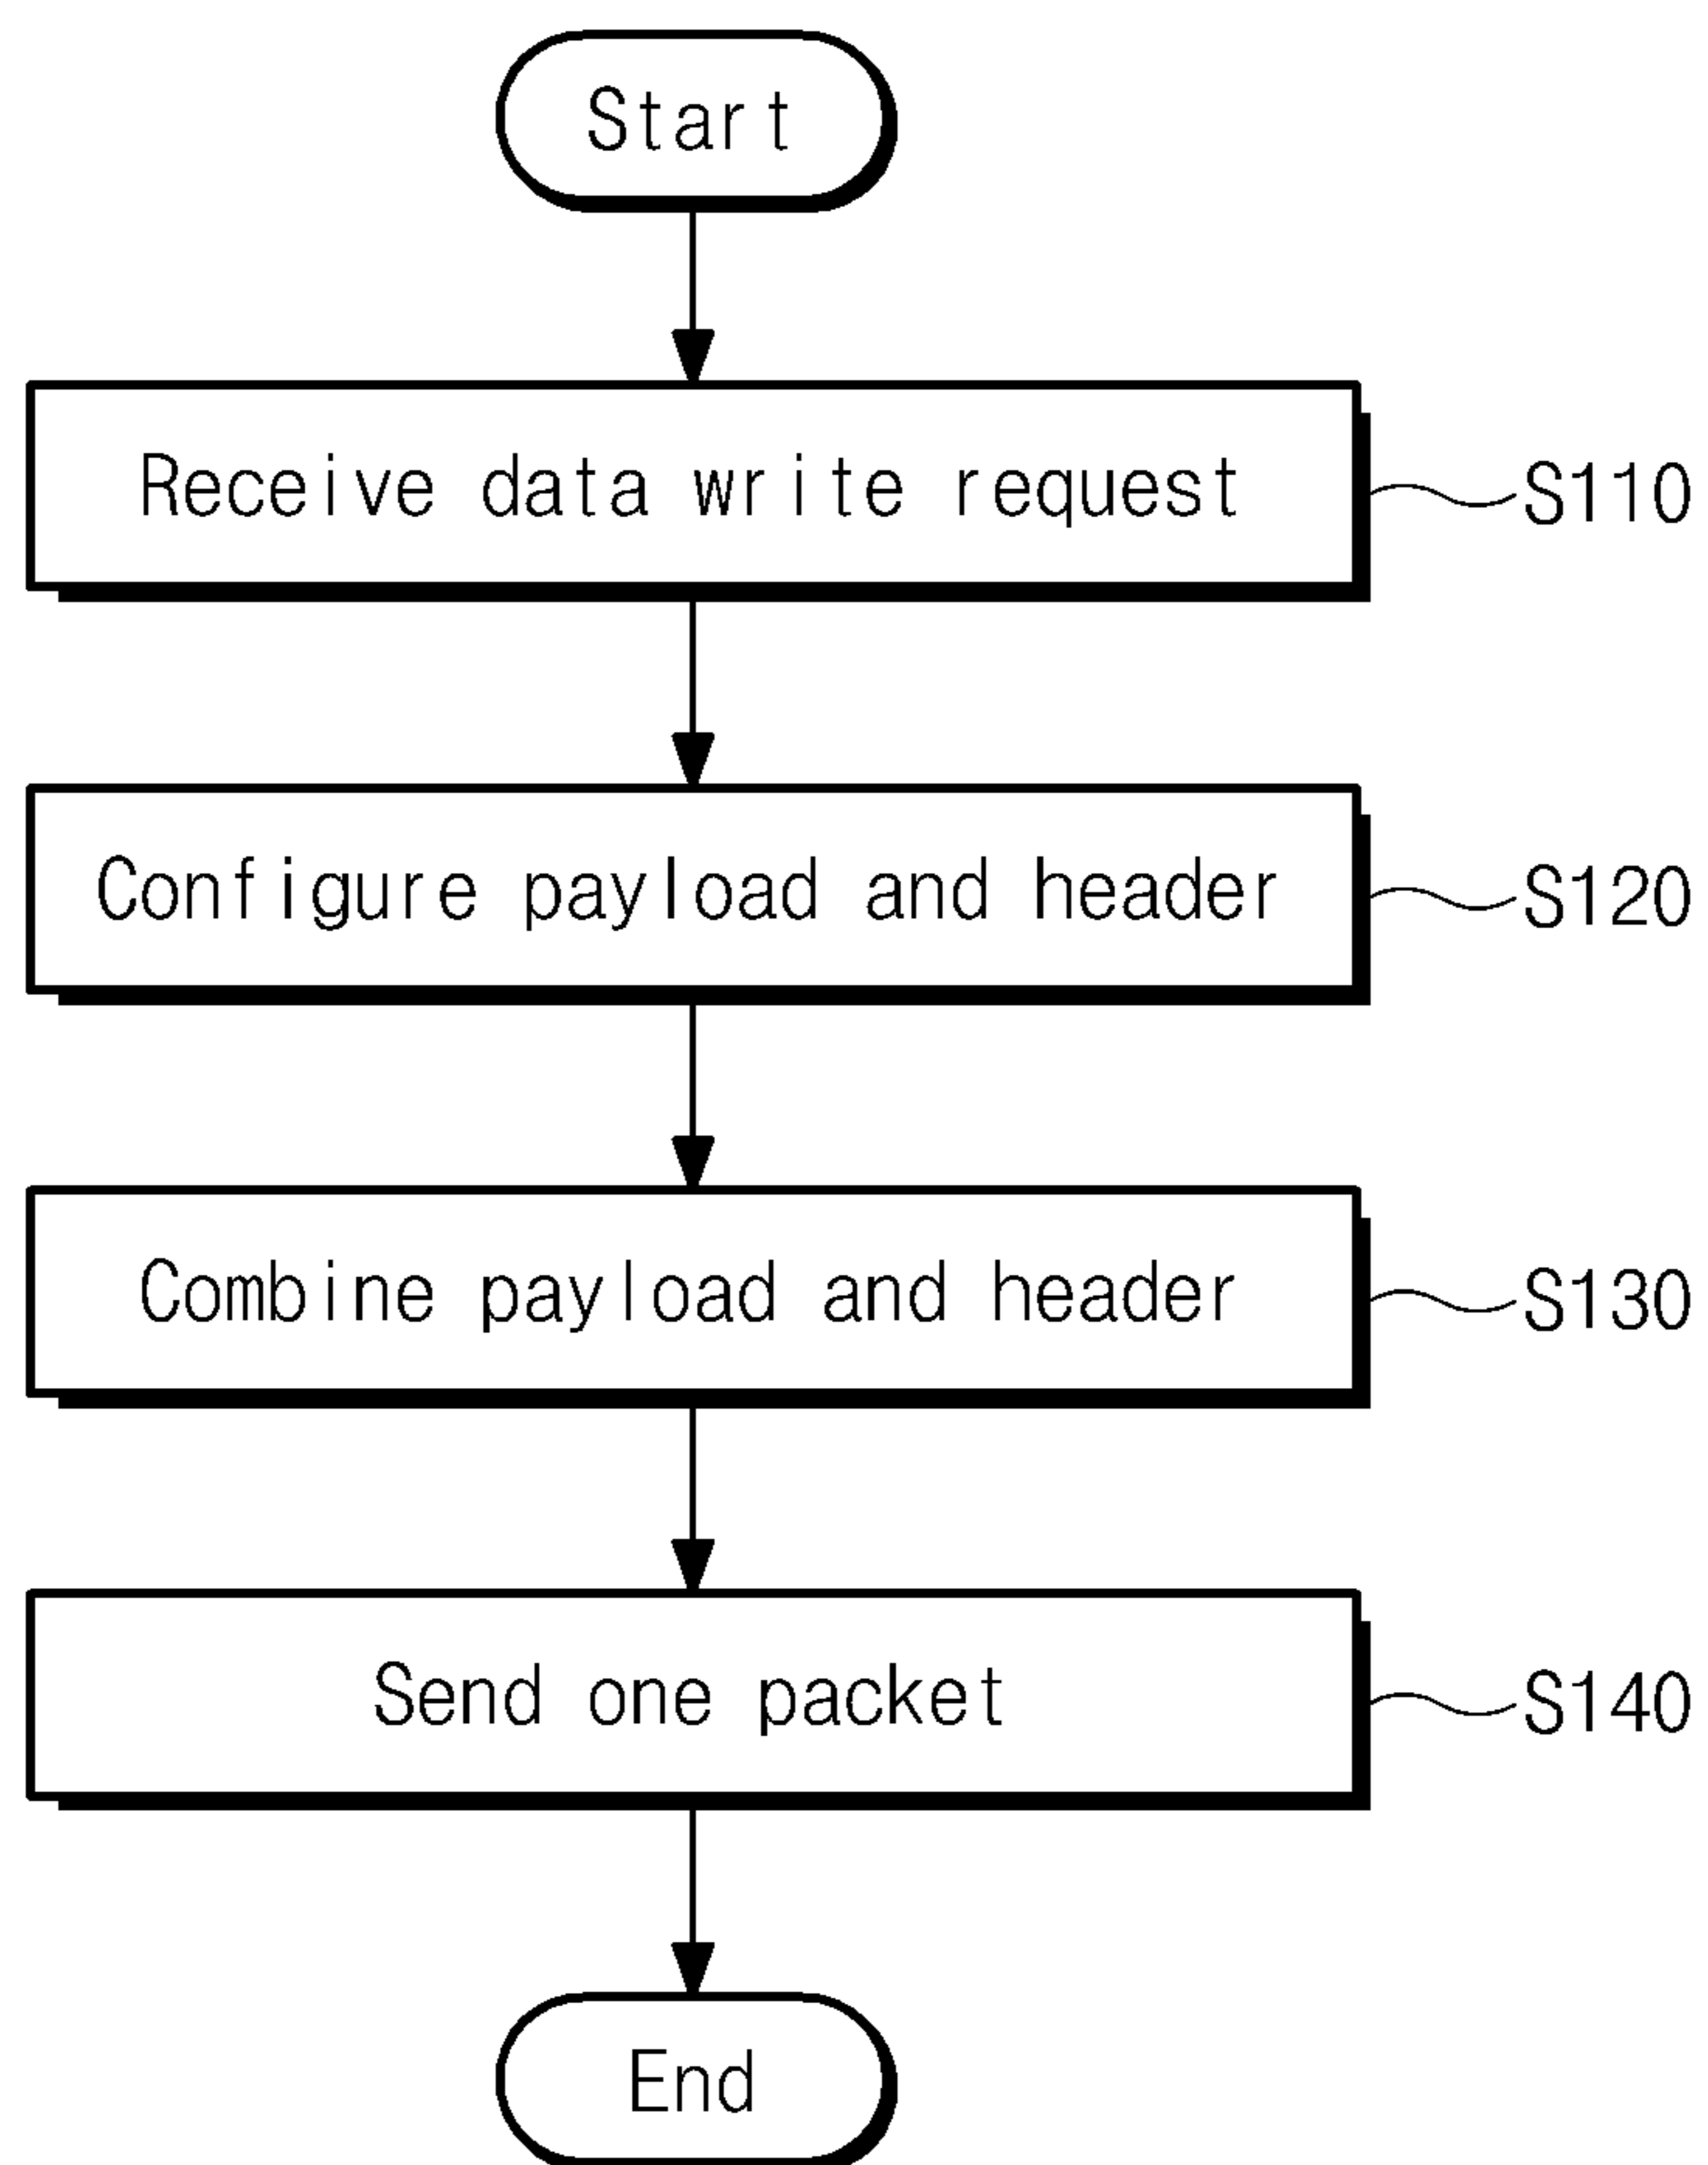 Start
Receive data write request
S110
Configure payload and header
S120
Combine payload and header
S130
Send one packet
S140
End